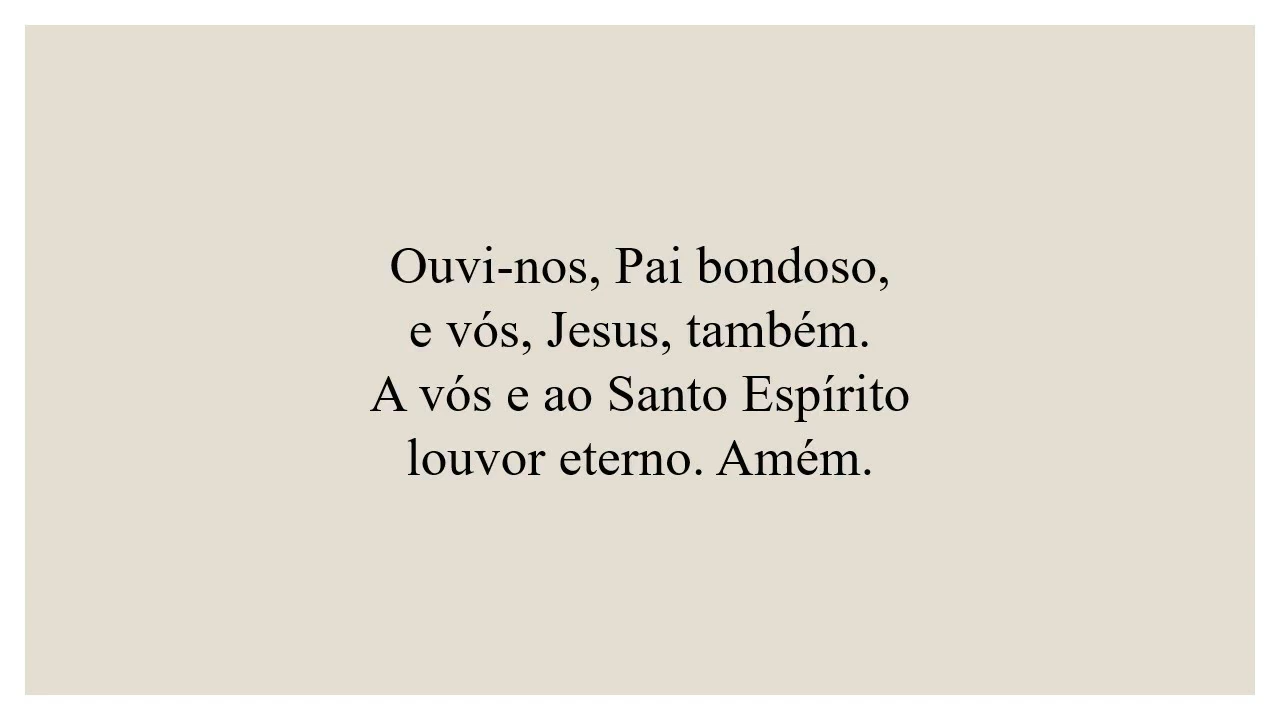 Ouvi-nos, Pai bondoso,
e vós, Jesus, também.
A vós e ao Santo Espírito
louvor eterno. Amém.